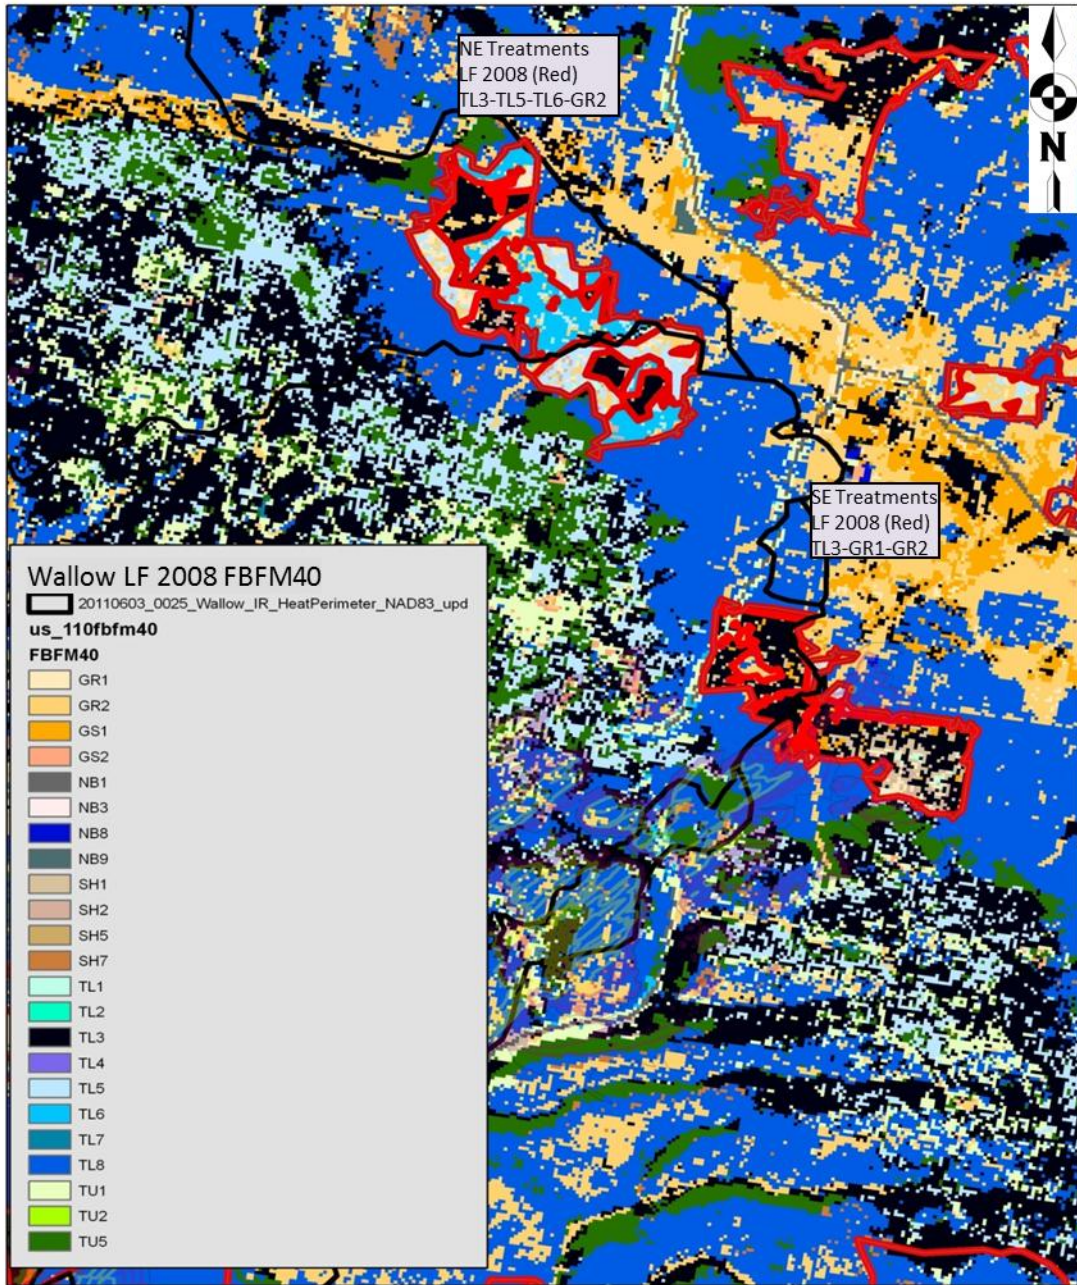 NE Treatments
LF 2008 (Red)
TL3-TL5-TL6-GR2
N
SE Treatments
LF 2008 (Red)
TL3-GR1-GR2
Wallow LF 2008 FBFM40
20110603_0025_Wallow_IR_HeatPerimeter_NAD83_upd
us_110fbfm40
FBFM40
GR1
GR2
GS1
GS2
NB1
NB3
NB8
NB9
SH1
SH2
SH5
SH7
TL1
TL2
TL3
TL4
TL5
TL6
TL7
TL8
TU1
TU2
TU5